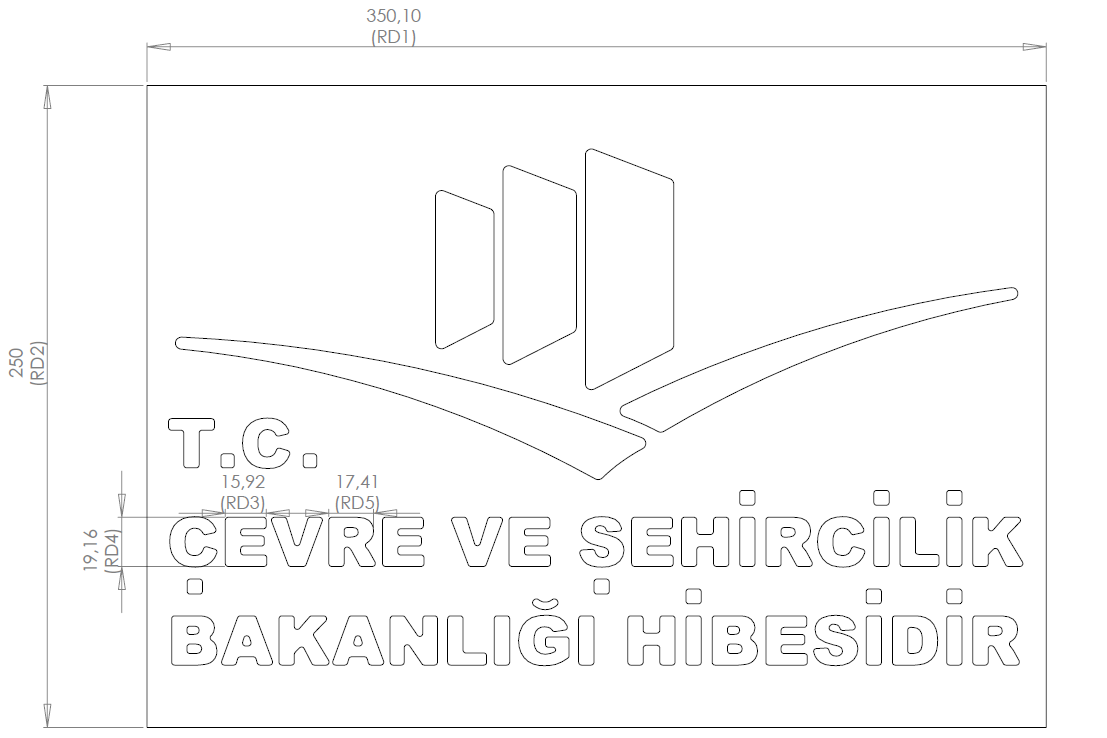 350,10
(RD1)
250
(RD2)
T.C.
15,92
(RD3)
17,41
(RD5)
19,16
(RD4)
ÇEVRE VE ŞEHİRCİLİK
BAKANLIĞI HİBESİDİR